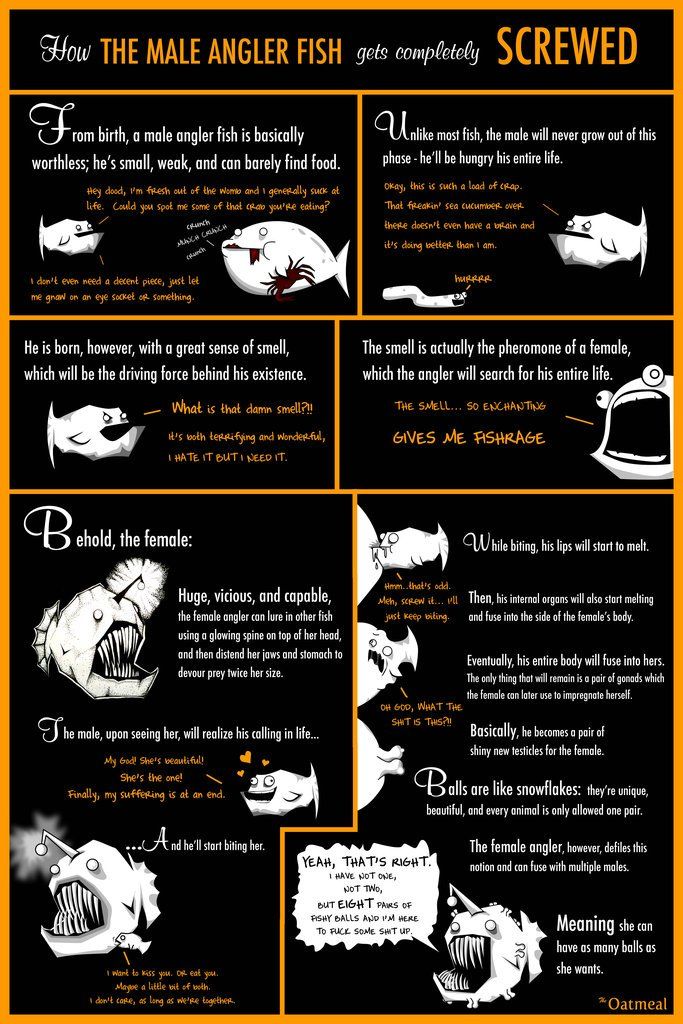 How THE MALE ANGLER FISH gets completely SCREWED
From birth, a male angler fish is basically
worthless; he's small, weak, and can barely find food.
Hey dood, I'm fresh out of the womb and I generally suck at
life. Could you spot me some of that crab you're eating?
crunch
MUNCH CRUNCH
crunch
I don't even need a decent piece, just let
me gnaw on an eye socket or something.
Unlike most fish, the male will never grow out of this
phase - he'll be hungry his entire life.
Okay, this is such a load of crap.
That freakin' sea cucumber over
there doesn't even have a brain and
it's doing better than I am.
hurrrr
He is born, however, with a great sense of smell,
which will be the driving force behind his existence.
What is that damn smell?!!
It's both terrifying and wonderful,
I HATE IT BUT I NEED IT.
The smell is actually the pheromone of a female,
which the angler will search for his entire life.
THE SMELL... SO ENCHANTING
GIVES ME FISHRAGE
Behold, the female:
Huge, vicious, and capable,
the female angler can lure in other fish
using a glowing spine on top of her head,
and then distend her jaws and stomach to
devour prey twice her size.
The male, upon seeing her, will realize his calling in life...
My God! She's beautiful!
She's the one!
Finally, my suffering is at an end.
...And he'll start biting her.
I want to kiss you. OR eat you.
Maybe a little bit of both.
I don't care, as long as we're together.
While biting, his lips will start to melt.
Hmm..that's odd.
Meh, screw it... I'll
just keep biting.
Then, his internal organs will also start melting
and fuse into the side of the female's body.
Eventually, his entire body will fuse into hers.
The only thing that will remain is a pair of gonads which
the female can later use to impregnate herself.
OH GOD, WHAT THE
SHIT IS THIS?!!
Basically, he becomes a pair of
shiny new testicles for the female.
Balls are like snowflakes: they're unique,
beautiful, and every animal is only allowed one pair.
The female angler, however, defiles this
notion and can fuse with multiple males.
YEAH, THAT'S RIGHT.
I HAVE NOT ONE,
NOT TWO,
BUT EIGHT PAIRS OF
FISHY BALLS AND I'M HERE
TO FUCK SOME SHIT UP.
Meaning she can
have as many balls as
she wants.
The Oatmeal